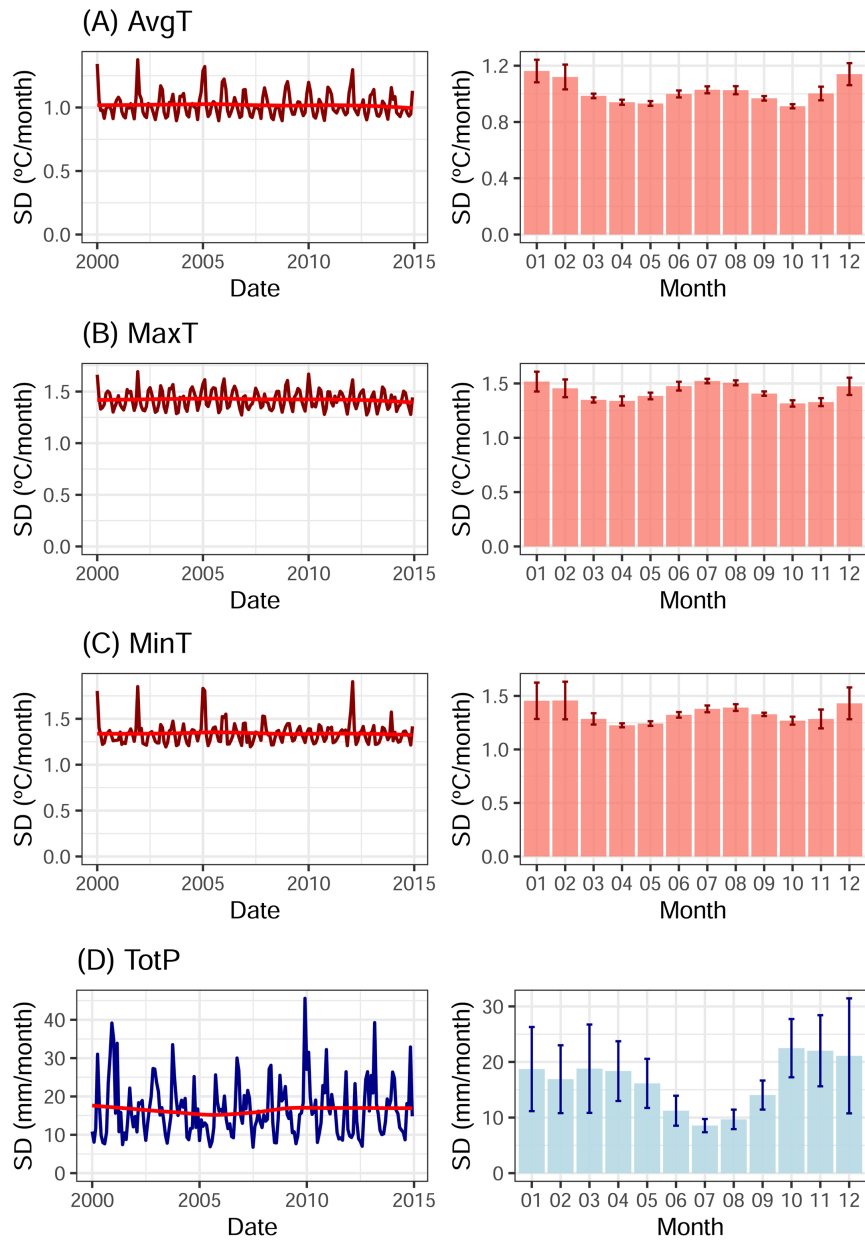 (A) AvgT
SD (ºC/month)
1.0
0.5
0.0
2000 2005 2010 2015
Date
SD (ºC/month)
1.2
0.8
0.4
0.0
01 02 03 04 05 06 07 08 09 10 11 12
Month
(B) MaxT
SD (ºC/month)
1.5
1.0
0.5
0.0
2000 2005 2010 2015
Date
SD (ºC/month)
1.5
1.0
0.5
0.0
01 02 03 04 05 06 07 08 09 10 11 12
Month
(C) MinT
SD (ºC/month)
1.5
1.0
0.5
0.0
2000 2005 2010 2015
Date
SD (ºC/month)
1.5
1.0
0.5
0.0
01 02 03 04 05 06 07 08 09 10 11 12
Month
(D) TotP
SD (mm/month)
40
30
20
10
0
2000 2005 2010 2015
Date
SD (mm/month)
30
20
10
0
01 02 03 04 05 06 07 08 09 10 11 12
Month